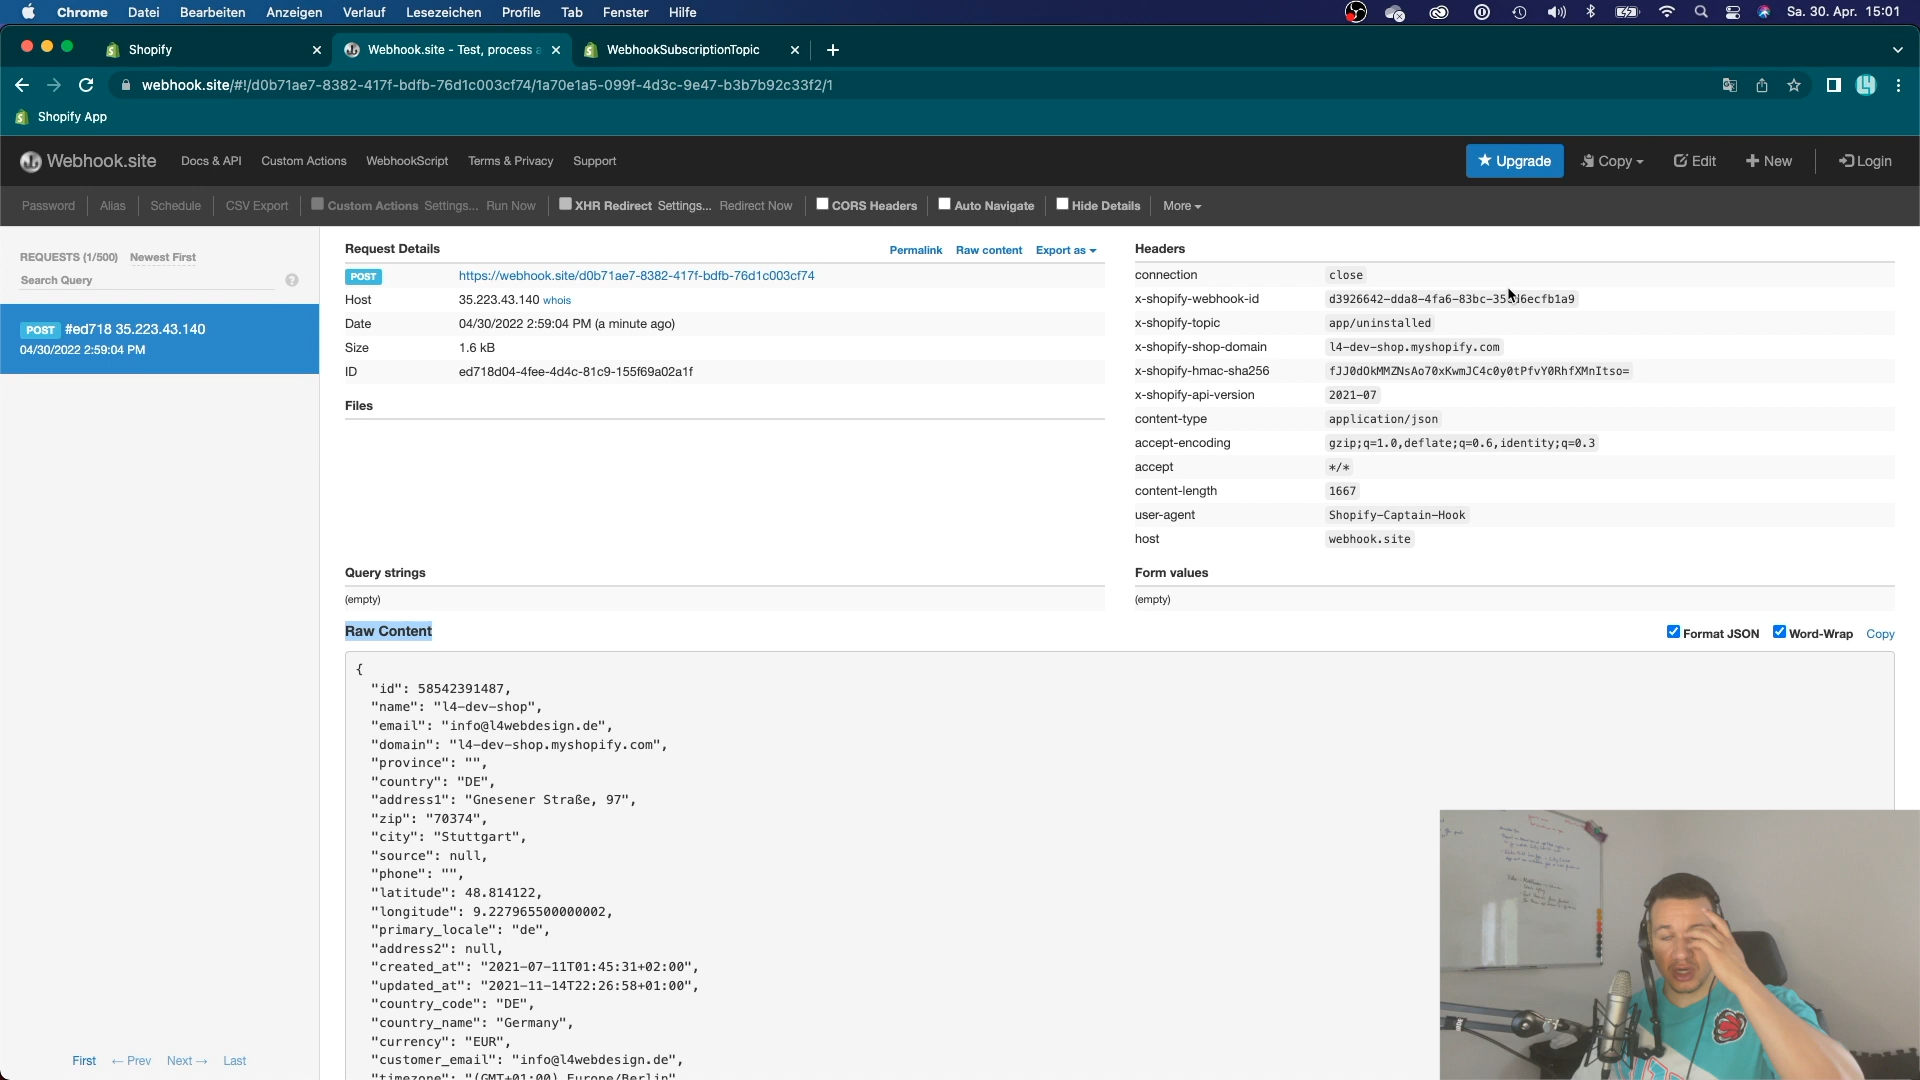 Chrome Datei Bearbeiten Anzeigen Verlauf Lesezeichen Profile Tab Fenster Hilfe Sa. 30. Apr. 15:01
Shopify Webhook.site - Test, process a WebhookSubscriptionTopic
webhook.site/#!/d0b71ae7-8382-417f-bdfb-76d1c003cf74/1a70e1a5-099f-4d3c-9e47-b3b7b92c33f2/1
Shopify App
Webhook.site Docs & API Custom Actions WebhookScript Terms & Privacy Support Upgrade Copy Edit New Login
Password Alias Schedule CSV Export Custom Actions Settings... Run Now XHR Redirect Settings... Redirect Now CORS Headers Auto Navigate Hide Details More
REQUESTS (1/500) Newest First
Search Query
POST #ed718 35.223.43.140
04/30/2022 2:59:04 PM
First ← Prev Next → Last
Request Details Permalink Raw content Export as
POST https://webhook.site/d0b71ae7-8382-417f-bdfb-76d1c003cf74
Host 35.223.43.140 whois
Date 04/30/2022 2:59:04 PM (a minute ago)
Size 1.6 kB
ID ed718d04-4fee-4d4c-81c9-155f69a02a1f
Files
Headers
connection close
x-shopify-webhook-id
x-shopify-topic app/uninstalled
x-shopify-shop-domain l4-dev-shop.myshopify.com
x-shopify-hmac-sha256 fJJ0dOkMMZNsAo70xKwmJC4c0y0tPfvY0RhfXMnItso=
x-shopify-api-version 2021-07
content-type application/json
accept-encoding gzip;q=1.0,deflate;q=0.6,identity;q=0.3
accept */*
content-length 1667
user-agent Shopify-Captain-Hook
host webhook.site
Query strings
(empty)
Form values
(empty)
Raw Content Format JSON Word-Wrap Copy
{
"id": 58542391487,
"name": "l4-dev-shop",
"email": "info@l4webdesign.de",
"domain": "l4-dev-shop.myshopify.com",
"province": "",
"country": "DE",
"address1": "Gnesener Straße, 97",
"zip": "70374",
"city": "Stuttgart",
"source": null,
"phone": "",
"latitude": 48.814122,
"longitude": 9.227965500000002,
"primary_locale": "de",
"address2": null,
"created_at": "2021-07-11T01:45:31+02:00",
"updated_at": "2021-11-14T22:26:58+01:00",
"country_code": "DE",
"country_name": "Germany",
"currency": "EUR",
"customer_email": "info@l4webdesign.de",
"timezone": "(GMT+01:00) Europe/Berlin"